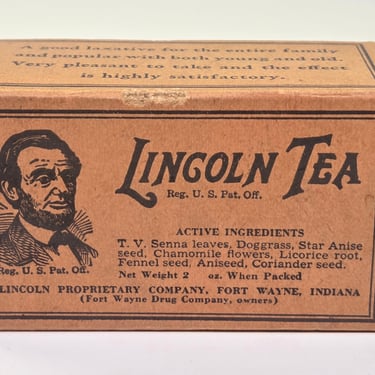 A good laxative for the entire family
and popular with both young and old.
Very pleasant to take and the effect
is highly satisfactory.
LINCOLN TEA
Reg. U. S. Pat. Off.
ACTIVE INGREDIENTS
T. V. Senna leaves, Doggrass, Star Anise
seed, Chamomile flowers, Licorice root,
Fennel seed, Aniseed, Coriander seed.
Net Weight 2 oz. When Packed
Reg. U. S. Pat. Off.
LINCOLN PROPRIETARY COMPANY, FORT WAYNE, INDIANA
(Fort Wayne Drug Company, owners)